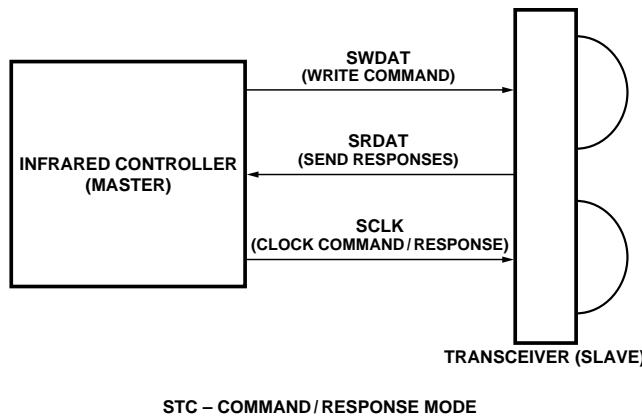 SWDAT
(WRITE COMMAND)
SRDAT
(SEND RESPONSES)
INFRARED CONTROLLER
(MASTER)
SCLK
(CLOCK COMMAND/RESPONSE)
TRANSCEIVER (SLAVE)
STC – COMMAND/RESPONSE MODE